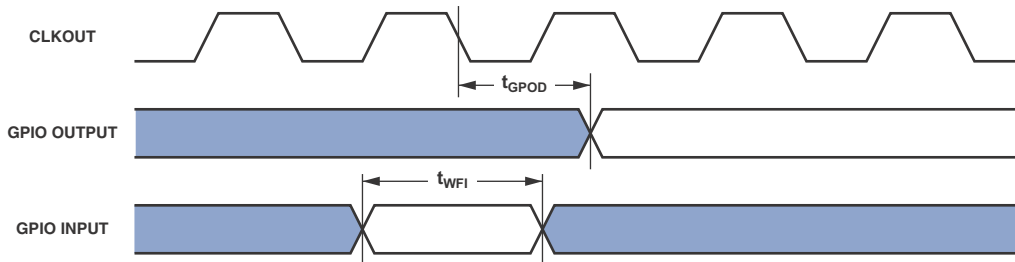 CLKOUT
tGPOD
GPIO OUTPUT
tWFI
GPIO INPUT